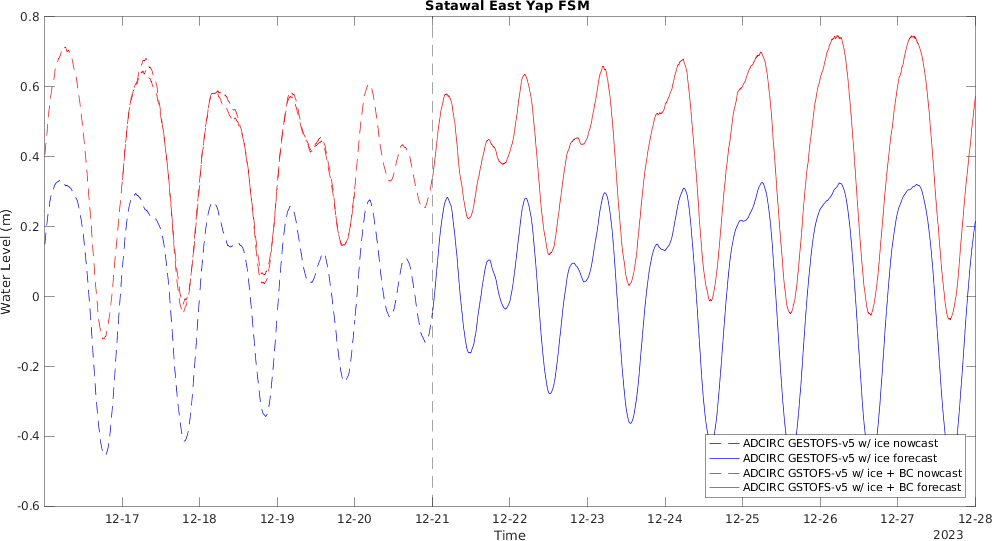 Satawal East Yap FSM
0.8
0.6
0.4
0.2
0
-0.2
-0.4
-0.6
Water Level (m)
12-17 12-18 12-19 12-20 12-21 12-22 12-23 12-24 12-25 12-26 12-27 12-28
Time
2023
ADCIRC GESTOFS-v5 w/ ice nowcast
ADCIRC GESTOFS-v5 w/ ice forecast
ADCIRC GSTOFS-v5 w/ ice + BC nowcast
ADCIRC GSTOFS-v5 w/ ice + BC forecast